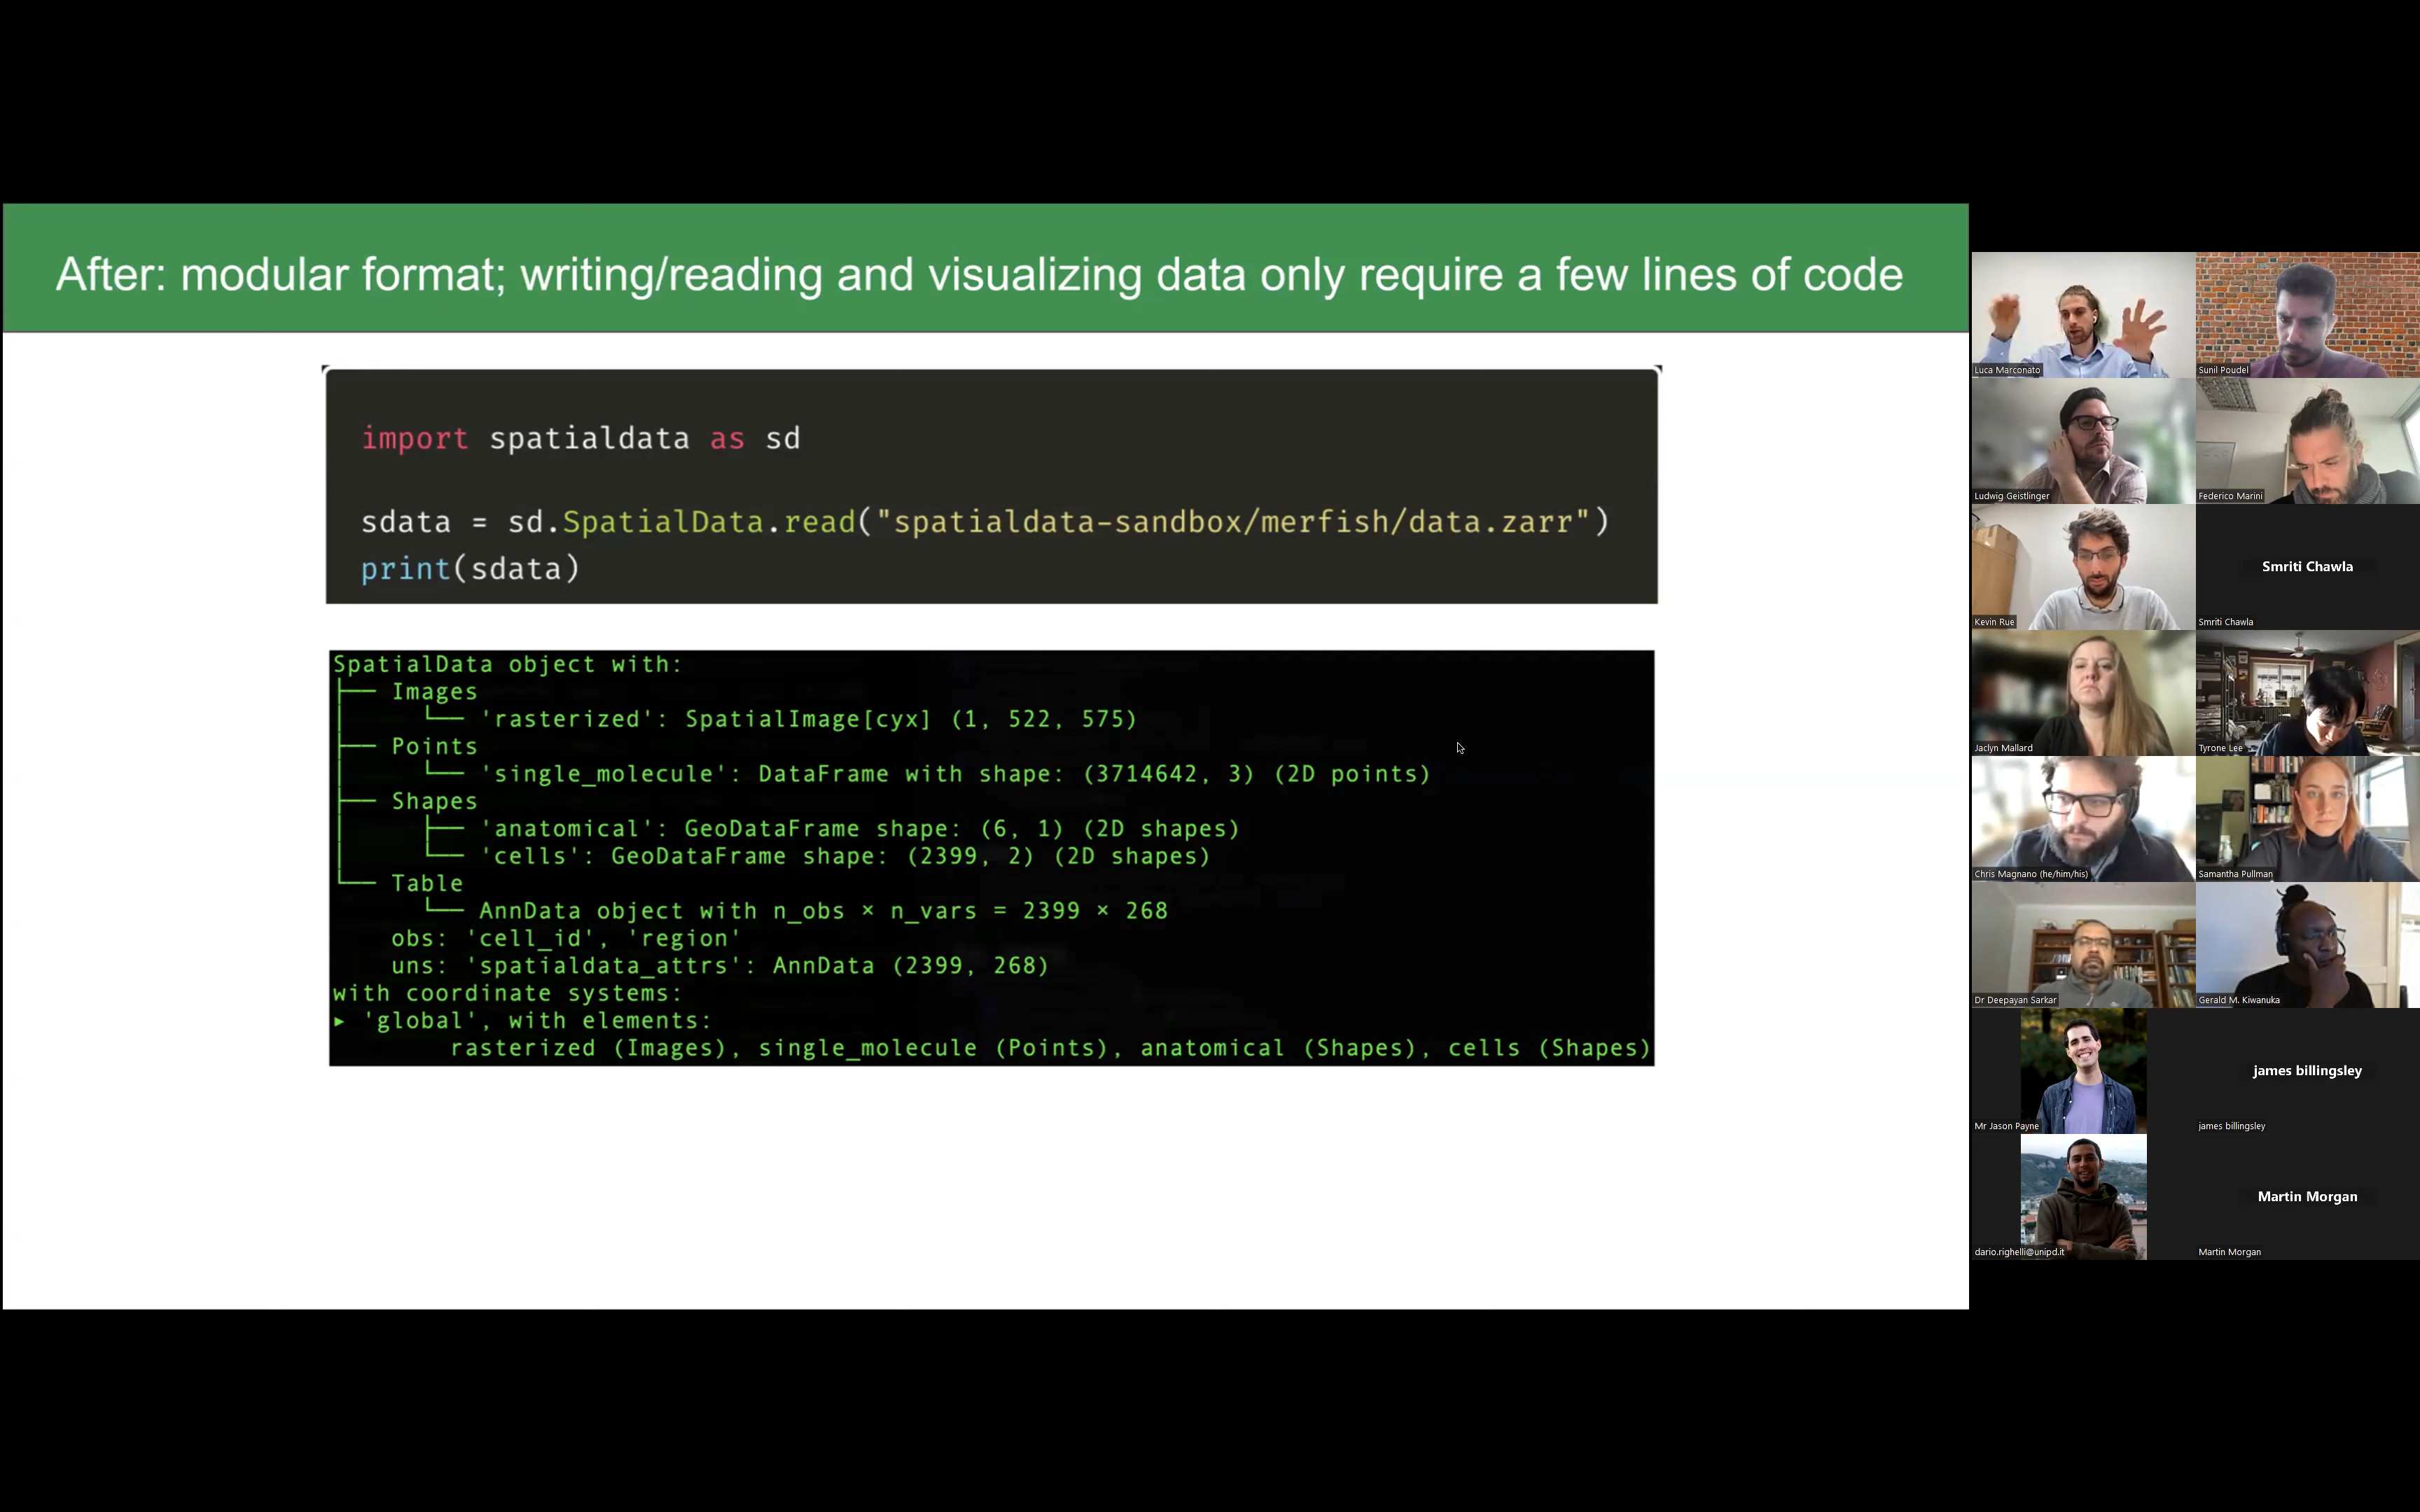 After: modular format; writing/reading and visualizing data only require a few lines of code
import spatialdata as sd
sdata = sd.SpatialData.read("spatialdata-sandbox/merfish/data.zarr")
print(sdata)
SpatialData object with:
├── Images
│     └── 'rasterized': SpatialImage[cyx] (1, 522, 575)
├── Points
│     └── 'single_molecule': DataFrame with shape: (3714642, 3) (2D points)
├── Shapes
│     ├── 'anatomical': GeoDataFrame shape: (6, 1) (2D shapes)
│     └── 'cells': GeoDataFrame shape: (2399, 2) (2D shapes)
└── Table
      └── AnnData object with n_obs × n_vars = 2399 × 268
    obs: 'cell_id', 'region'
    uns: 'spatialdata_attrs': AnnData (2399, 268)
with coordinate systems:
▸ 'global', with elements:
        rasterized (Images), single_molecule (Points), anatomical (Shapes), cells (Shapes)
Luca Marconato
Sunil Poudel
Ludwig Geistlinger
Federico Marini
Kevin Rue
Smriti Chawla
Smriti Chawla
Jaclyn Mallard
Tyrone Lee
Chris Magnano (he/him/his)
Samantha Pullman
Dr Deepayan Sarkar
Gerald M. Kiwanuka
Mr Jason Payne
james billingsley
james billingsley
dario.righelli@unipd.it
Martin Morgan
Martin Morgan